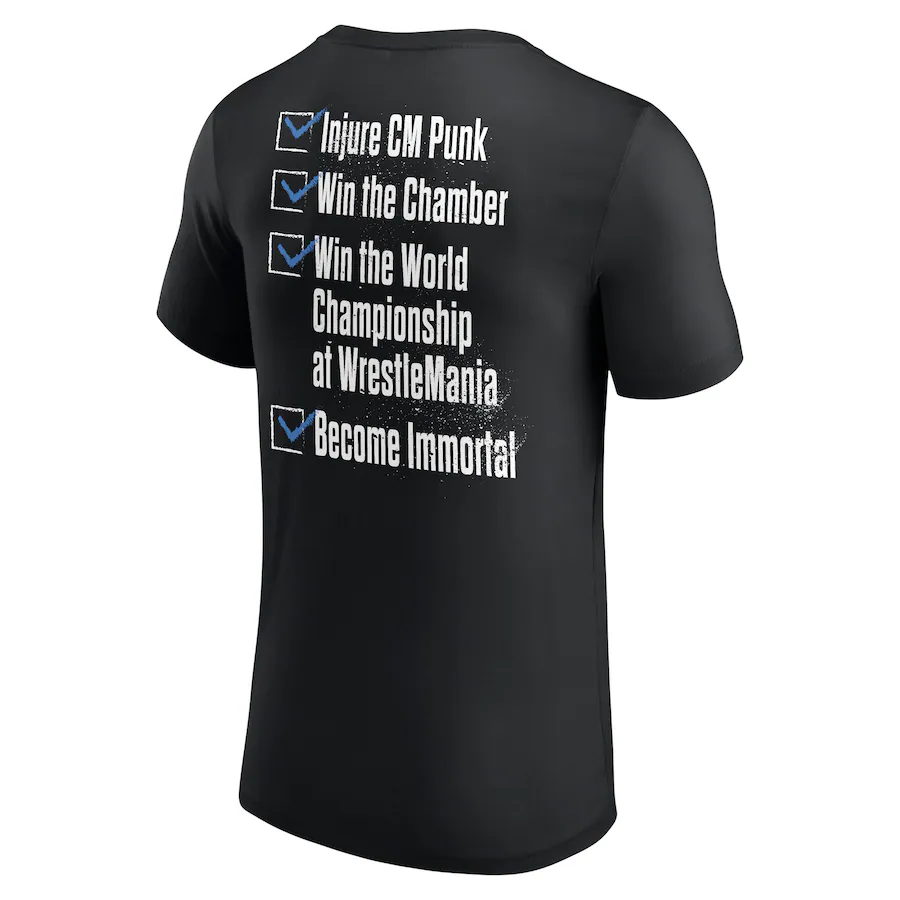 Injure CM Punk
Win the Chamber
Win the World
Championship
at WrestleMania
Become Immortal